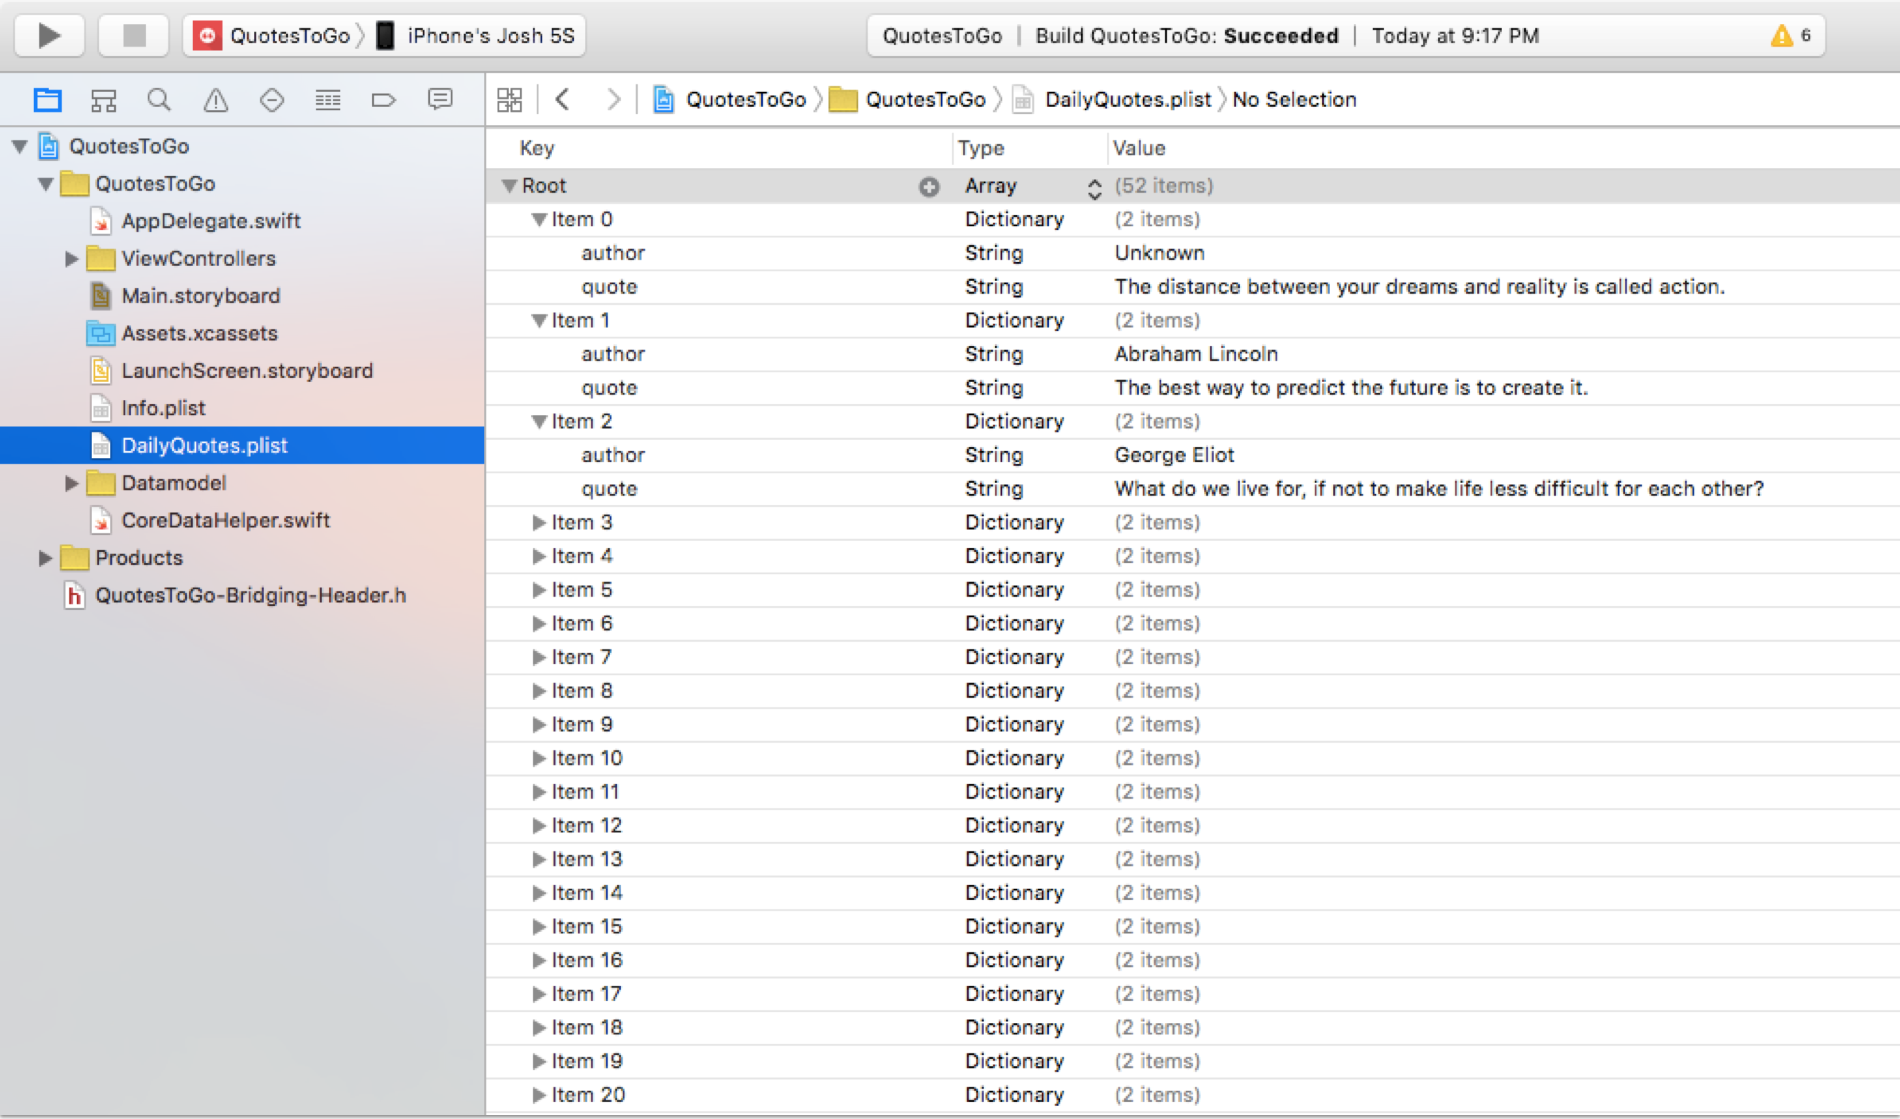 QuotesToGo iPhone's Josh 5S QuotesToGo | Build QuotesToGo: Succeeded | Today at 9:17 PM 6
QuotesToGo QuotesToGo DailyQuotes.plist No Selection
QuotesToGo
QuotesToGo
AppDelegate.swift
ViewControllers
Main.storyboard
Assets.xcassets
LaunchScreen.storyboard
Info.plist
DailyQuotes.plist
Datamodel
CoreDataHelper.swift
Products
h QuotesToGo-Bridging-Header.h
Key Type Value
Root Array (52 items)
Item 0 Dictionary (2 items)
author String Unknown
quote String The distance between your dreams and reality is called action.
Item 1 Dictionary (2 items)
author String Abraham Lincoln
quote String The best way to predict the future is to create it.
Item 2 Dictionary (2 items)
author String George Eliot
quote String What do we live for, if not to make life less difficult for each other?
Item 3 Dictionary (2 items)
Item 4 Dictionary (2 items)
Item 5 Dictionary (2 items)
Item 6 Dictionary (2 items)
Item 7 Dictionary (2 items)
Item 8 Dictionary (2 items)
Item 9 Dictionary (2 items)
Item 10 Dictionary (2 items)
Item 11 Dictionary (2 items)
Item 12 Dictionary (2 items)
Item 13 Dictionary (2 items)
Item 14 Dictionary (2 items)
Item 15 Dictionary (2 items)
Item 16 Dictionary (2 items)
Item 17 Dictionary (2 items)
Item 18 Dictionary (2 items)
Item 19 Dictionary (2 items)
Item 20 Dictionary (2 items)